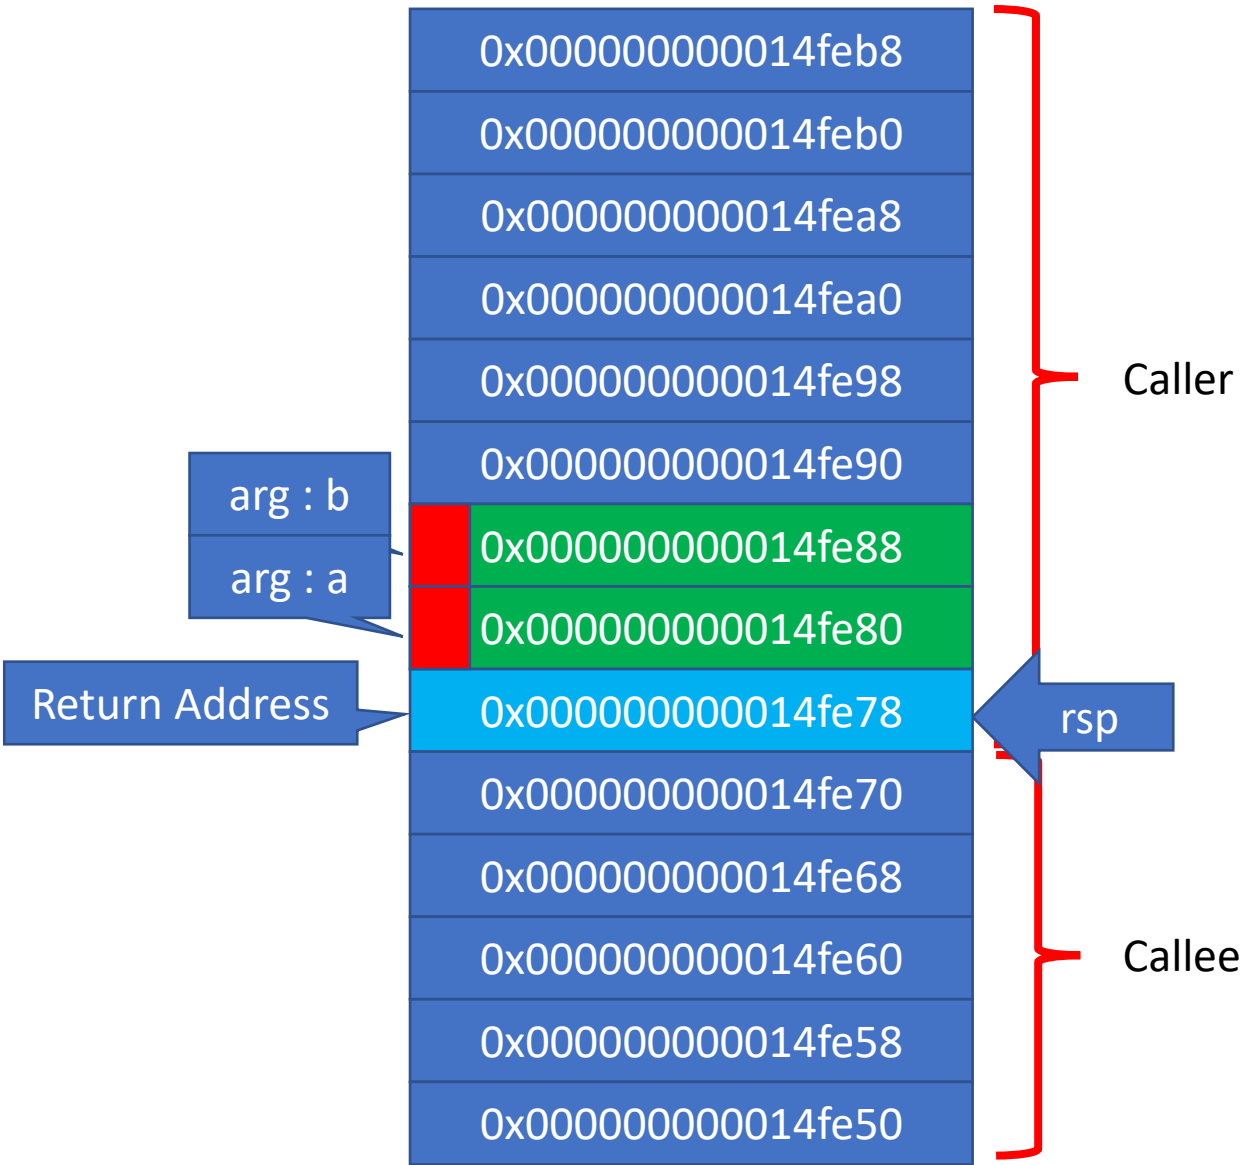 0x000000000014feb8
0x000000000014feb0
0x000000000014fea8
0x000000000014fea0
0x000000000014fe98
Caller
0x000000000014fe90
arg : b
0x000000000014fe88
arg : a
0x000000000014fe80
Return Address
0x000000000014fe78
rsp
0x000000000014fe70
0x000000000014fe68
0x000000000014fe60
Callee
0x000000000014fe58
0x000000000014fe50